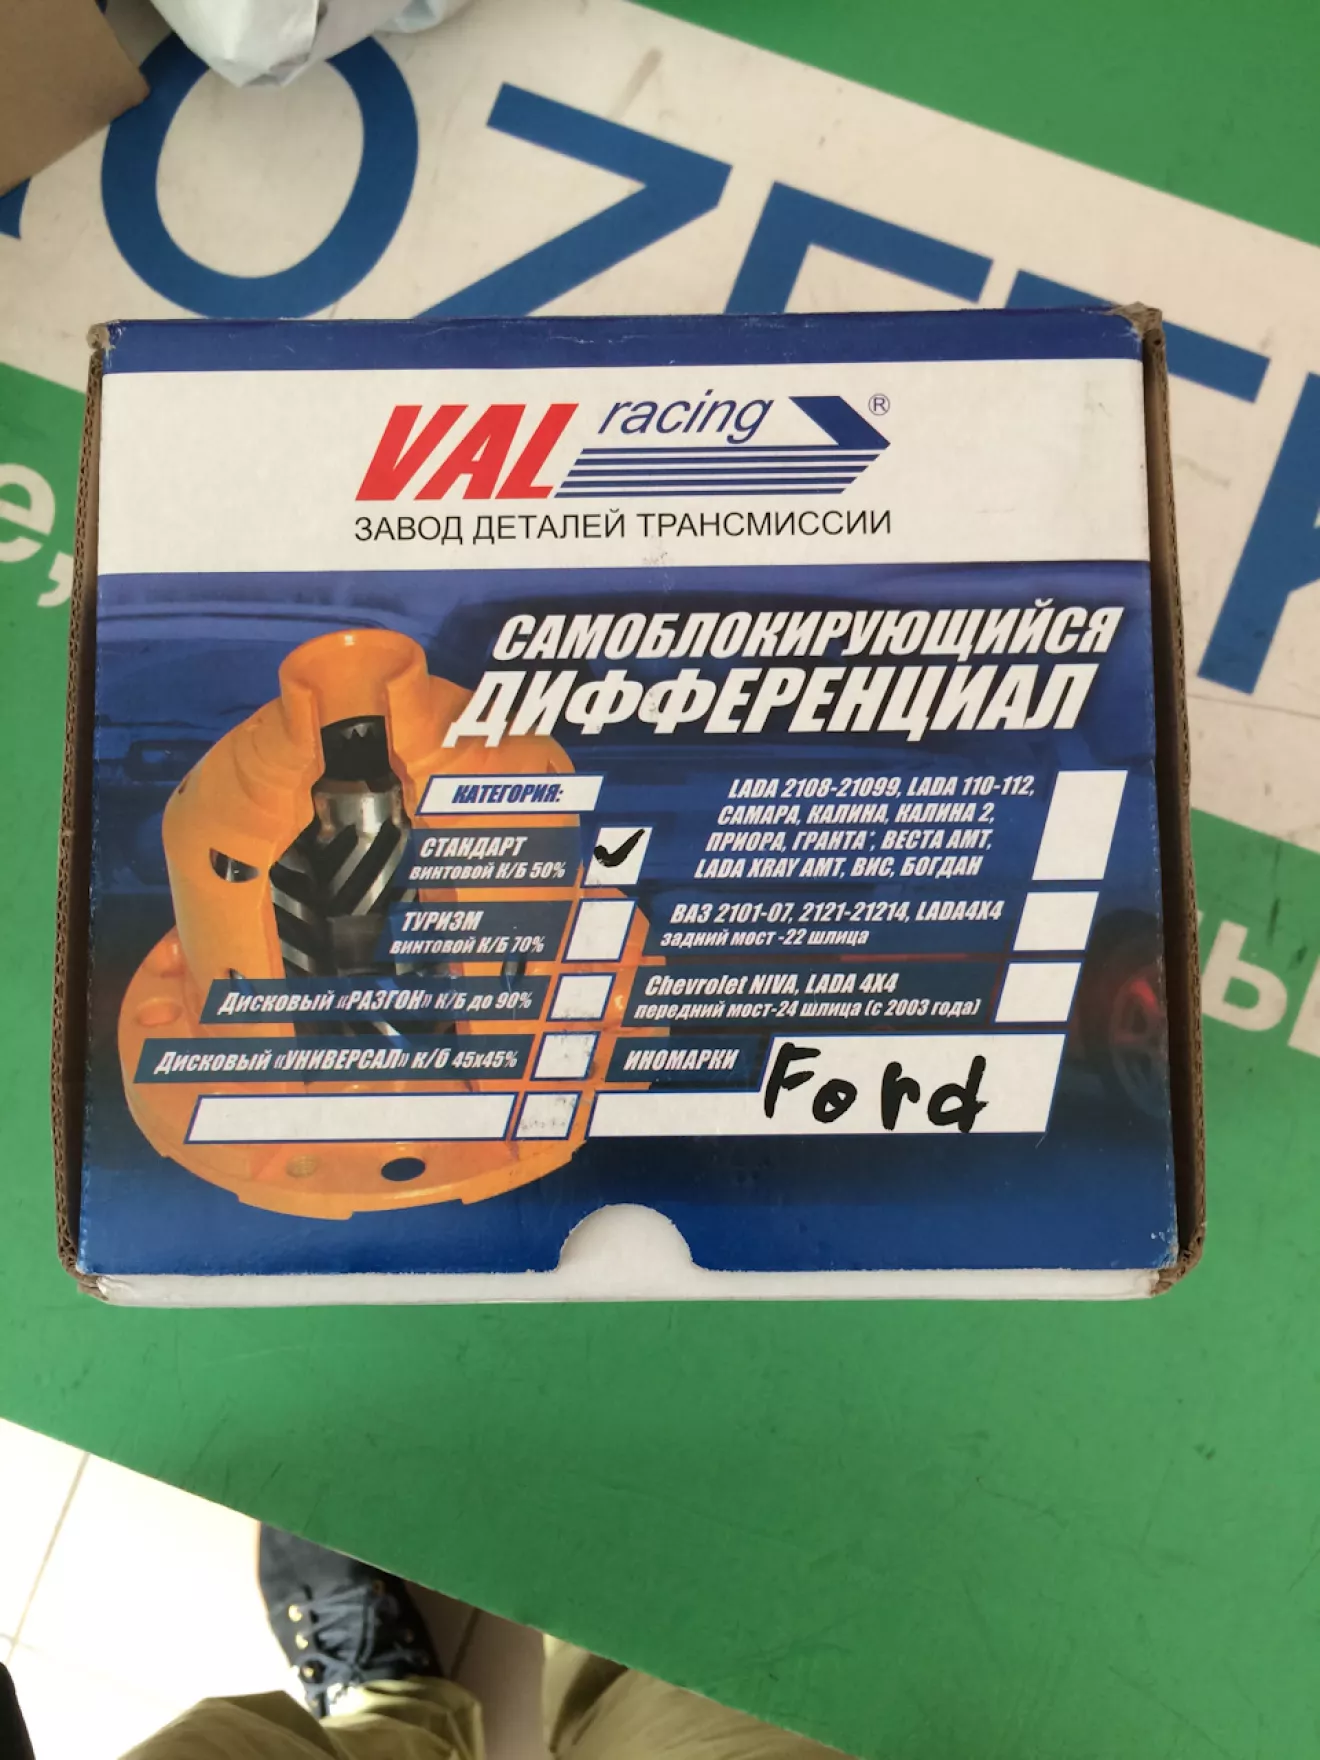 VAL racing ®
ЗАВОД ДЕТАЛЕЙ ТРАНСМИССИИ
САМОБЛОКИРУЮЩИЙСЯ
ДИФФЕРЕНЦИАЛ
КАТЕГОРИЯ:
СТАНДАРТ
ВИНТОВОЙ К/Б 50%
ТУРИЗМ
ВИНТОВОЙ К/Б 70%
ДИСКОВЫЙ «РАЗГОН» К/Б ДО 90%
ДИСКОВЫЙ «УНИВЕРСАЛ» К/Б 45х45%
LADA 2108-21099, LADA 110-112,
САМАРА, КАЛИНА, КАЛИНА 2,
ПРИОРА, ГРАНТА*, ВЕСТА АМТ,
LADA XRAY АМТ, ВИС, БОГДАН
ВАЗ 2101-07, 2121-21214, LADA4X4
задний мост -22 шлица
Chevrolet NIVA, LADA 4X4
передний мост-24 шлица (с 2003 года)
ИНОМАРКИ
Ford